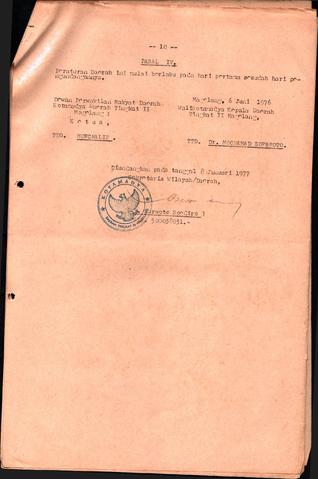 -- 10 --
PASAL IV.
Peraturan Daerah ini mulai berlaku pada hari pertama sesudah hari pe-
ngundangannya.
Dewan Perwakilan Rakyat Daerah
Kotamadya Daerah Tingkat II
Magelang ;
K e t u a ,
Magelang, 6 Juni 1976
Walikotamadya Kepala Daerah
Tingkat II Magelang,
TTD.
TTD. Dr. MOCHAMAD SOEBROTO.
Diundangkan pada tanggal 8 Januari 1977
Sekretaris Wilayah/Daerah,
KOTAMADYA
500038031.-